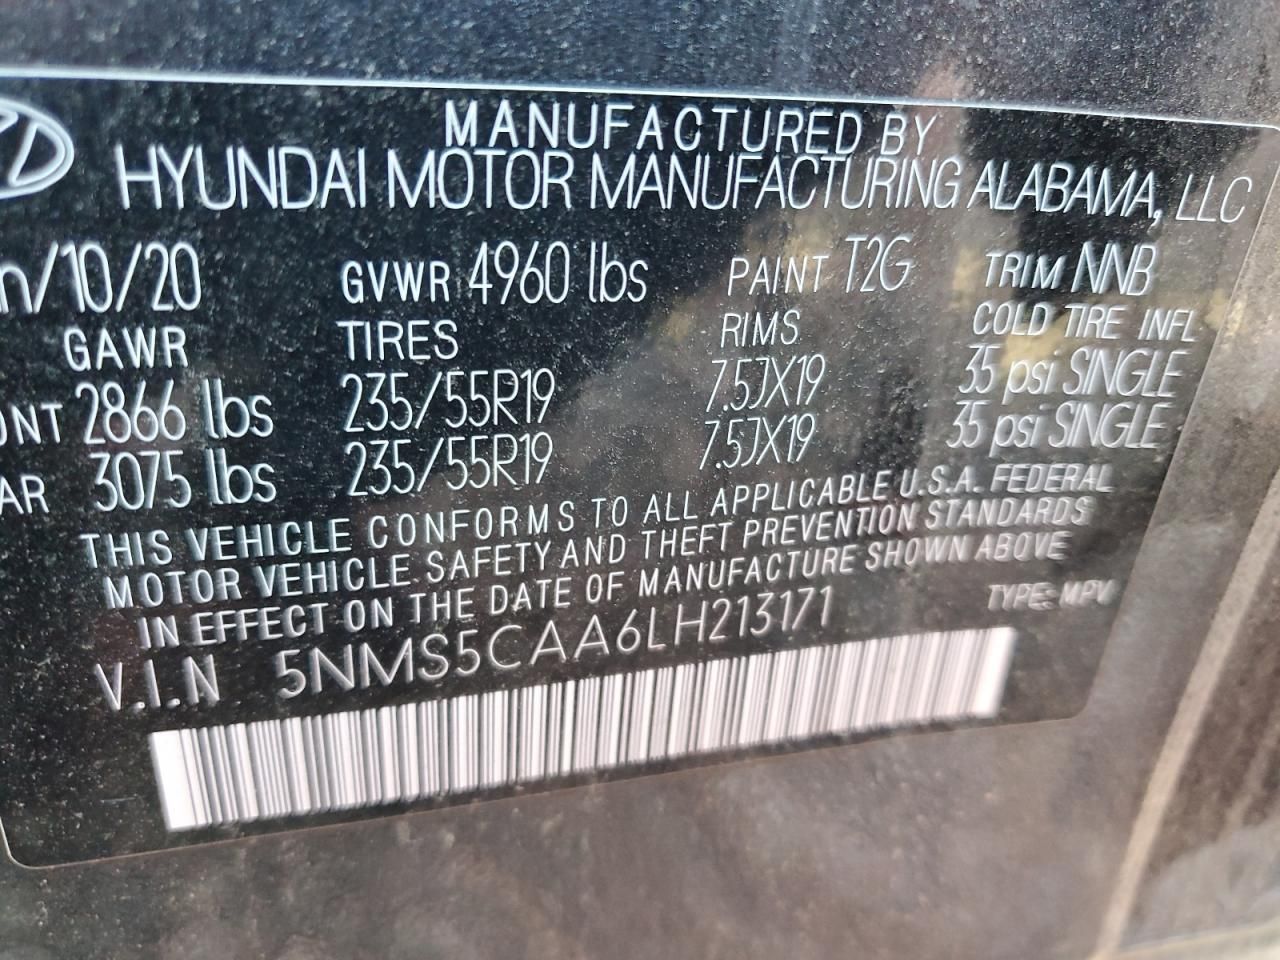 MANUFACTURED BY
HYUNDAI MOTOR MANUFACTURING ALABAMA, LLC
/10/20 GVWR 4960 lbs PAINT T2G TRIM NNB
GAWR TIRES RIMS COLD TIRE INFL
ONT 2866 lbs 235/55R19 7.5JX19 35 psi SINGLE
AR 3075 lbs 235/55R19 7.5JX19 35 psi SINGLE
THIS VEHICLE CONFORMS TO ALL APPLICABLE U.S.A. FEDERAL
MOTOR VEHICLE SAFETY AND THEFT PREVENTION STANDARDS
IN EFFECT ON THE DATE OF MANUFACTURE SHOWN ABOVE
V.I.N 5NMS5CAA6LH213171 TYPE: MPV